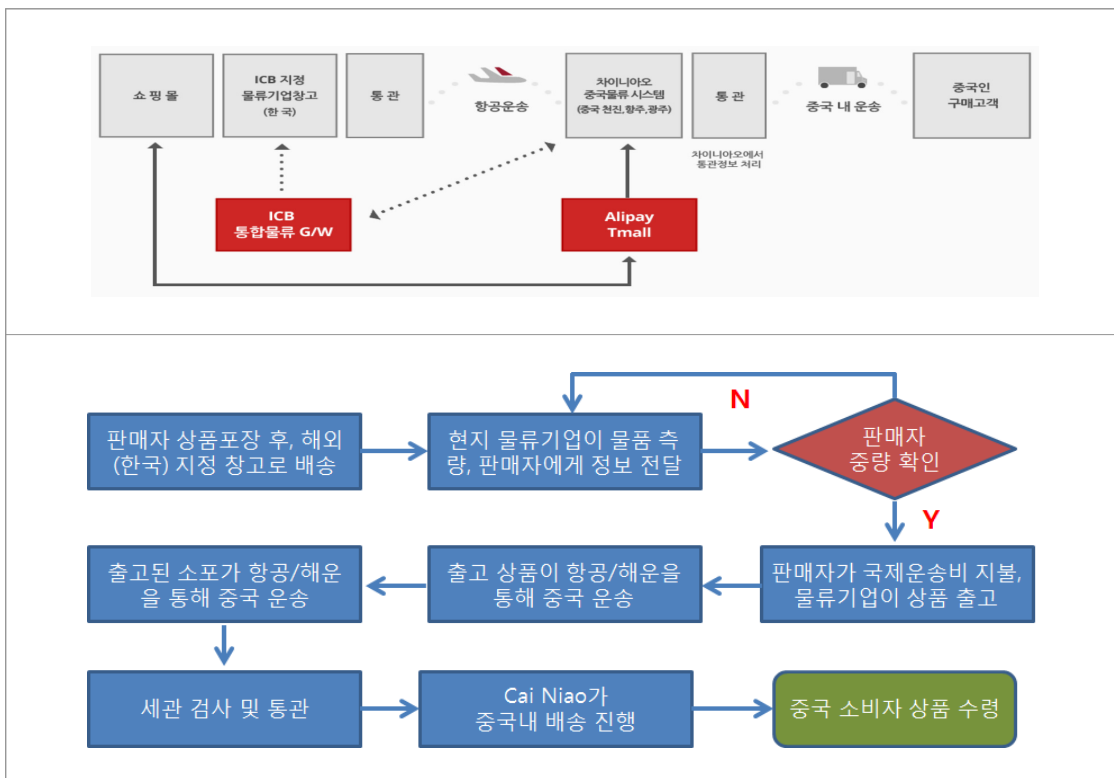 쇼 핑 몰
ICB 지정
물류기업창고
(한 국)
통 관
항공운송
차이니아오
중국물류 시스템
(중국 천진,항주,광주)
통 관
차이니아오에서
통관정보 처리
중국 내 운송
중국인
구매고객
ICB
통합물류 G/W
Alipay
Tmall
판매자 상품포장 후, 해외
(한국) 지정 창고로 배송
현지 물류기업이 물품 측
량, 판매자에게 정보 전달
N
판매자
중량 확인
Y
판매자가 국제운송비 지불,
물류기업이 상품 출고
출고 상품이 항공/해운을
통해 중국 운송
출고된 소포가 항공/해운
을 통해 중국 운송
세관 검사 및 통관
Cai Niao가
중국내 배송 진행
중국 소비자 상품 수령